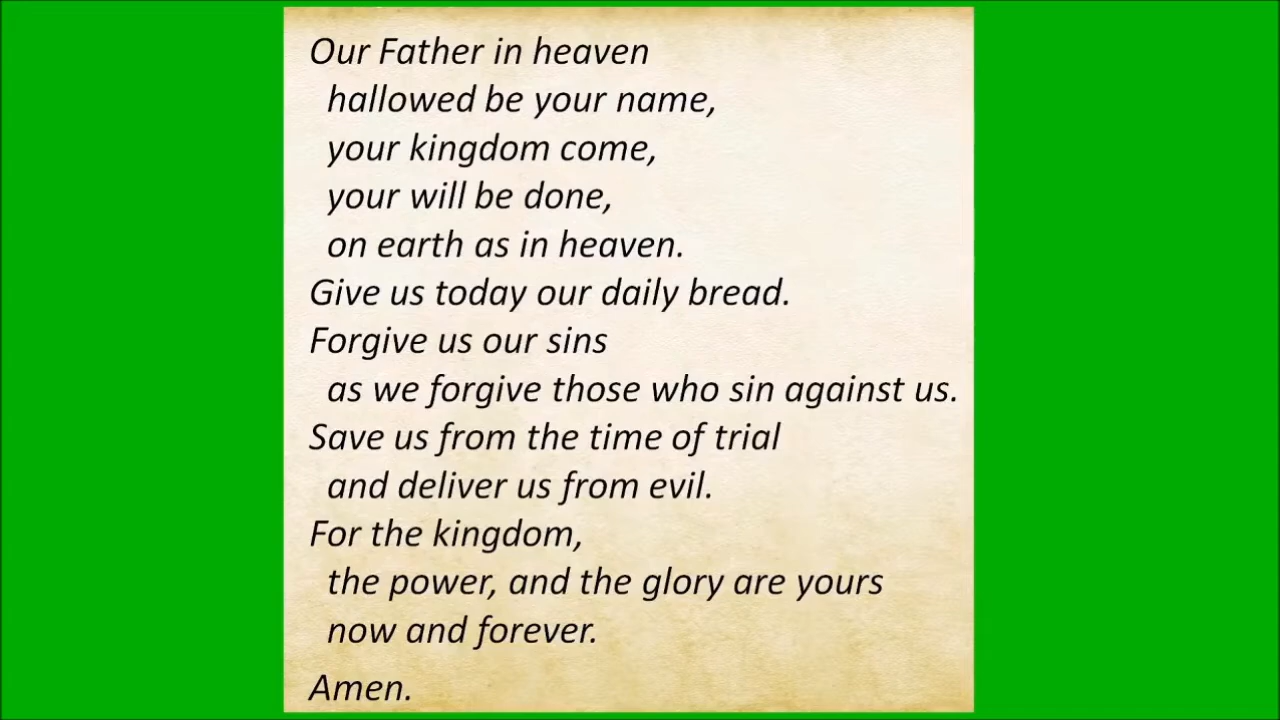 Our Father in heaven
hallowed be your name,
your kingdom come,
your will be done,
on earth as in heaven.
Give us today our daily bread.
Forgive us our sins
as we forgive those who sin against us.
Save us from the time of trial
and deliver us from evil.
For the kingdom,
the power, and the glory are yours
now and forever.
Amen.